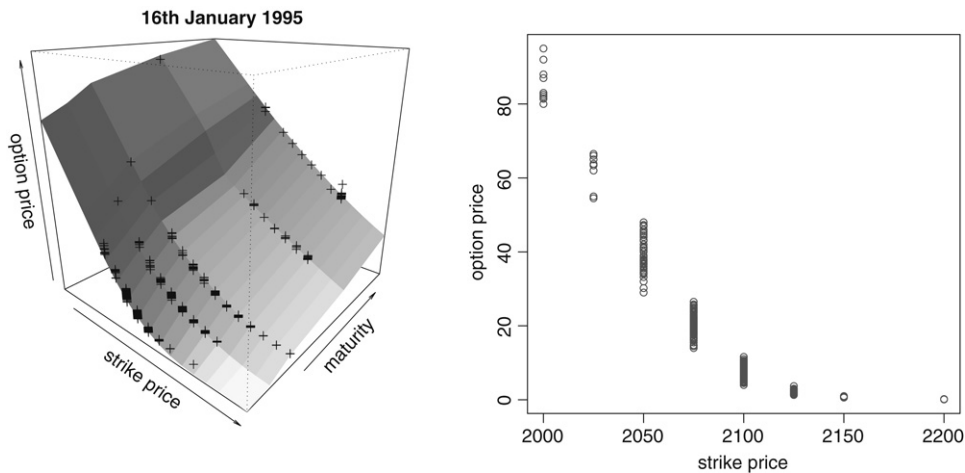 16th January 1995
option price
strike price
maturity
option price
80
60
40
20
0
2000
2050
2100
2150
2200
strike price